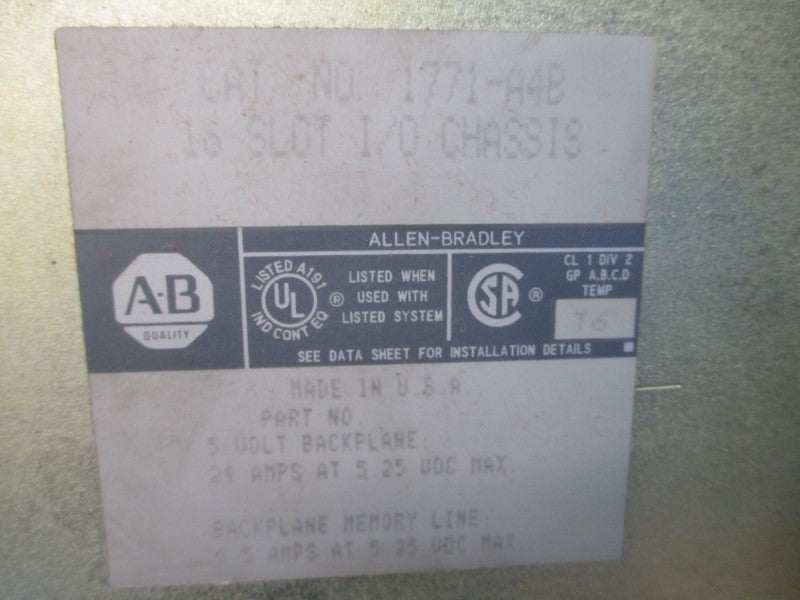 CAT. NO. 1771-A4B
16 SLOT I/O CHASSIS
ALLEN-BRADLEY
A-B
QUALITY
LISTED A191
UL
IND CONT EQ
®
LISTED WHEN
USED WITH
LISTED SYSTEM
SA
®
CL 1 DIV 2
GP A,B,C,D
TEMP
T6
SEE DATA SHEET FOR INSTALLATION DETAILS
MADE IN U.S.A.
PART NO.
5 VOLT BACKPLANE:
24 AMPS AT 5.25 VDC MAX.
BACKPLANE MEMORY LINE:
0.5 AMPS AT 5.25 VDC MAX